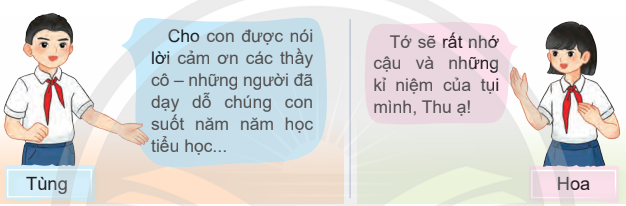 Cho con được nói
lời cảm ơn các thầy
cô – những người đã
dạy dỗ chúng con
suốt năm năm học
tiểu học...
Tùng
Tớ sẽ rất nhớ
cậu và những
kỉ niệm của tụi
mình, Thu ạ!
Hoa